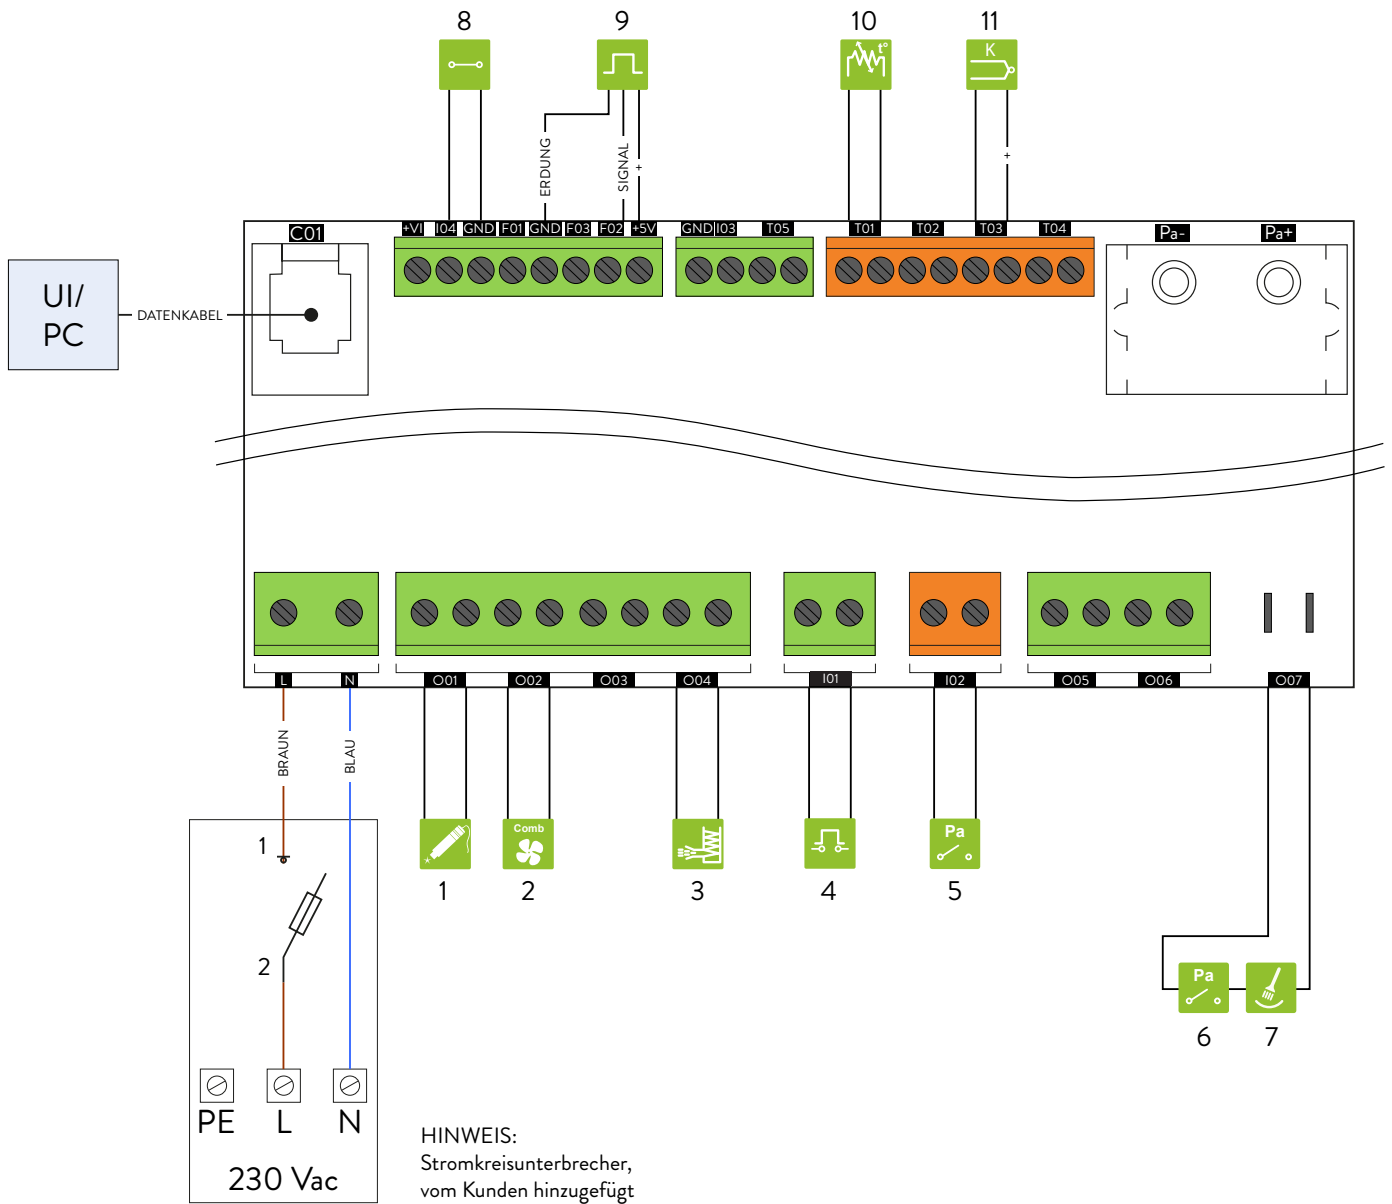 8 9 10 11
t°
K
ERDUNG
SIGNAL
+
+
+VI I04 GND F01 GND F03 F02 +5V
GND I03 T05
T01 T02 T03 T04
C01
Pa- Pa+
UI/
PC
DATENKABEL
L N
O01 O02 O03 O04
I01
I02
O05 O06
O07
BRAUN
BLAU
Comb
Pa
1 2 3 4 5
1
2
Pa
6 7
PE L N
230 Vac
HINWEIS:
Stromkreisunterbrecher,
vom Kunden hinzugefügt